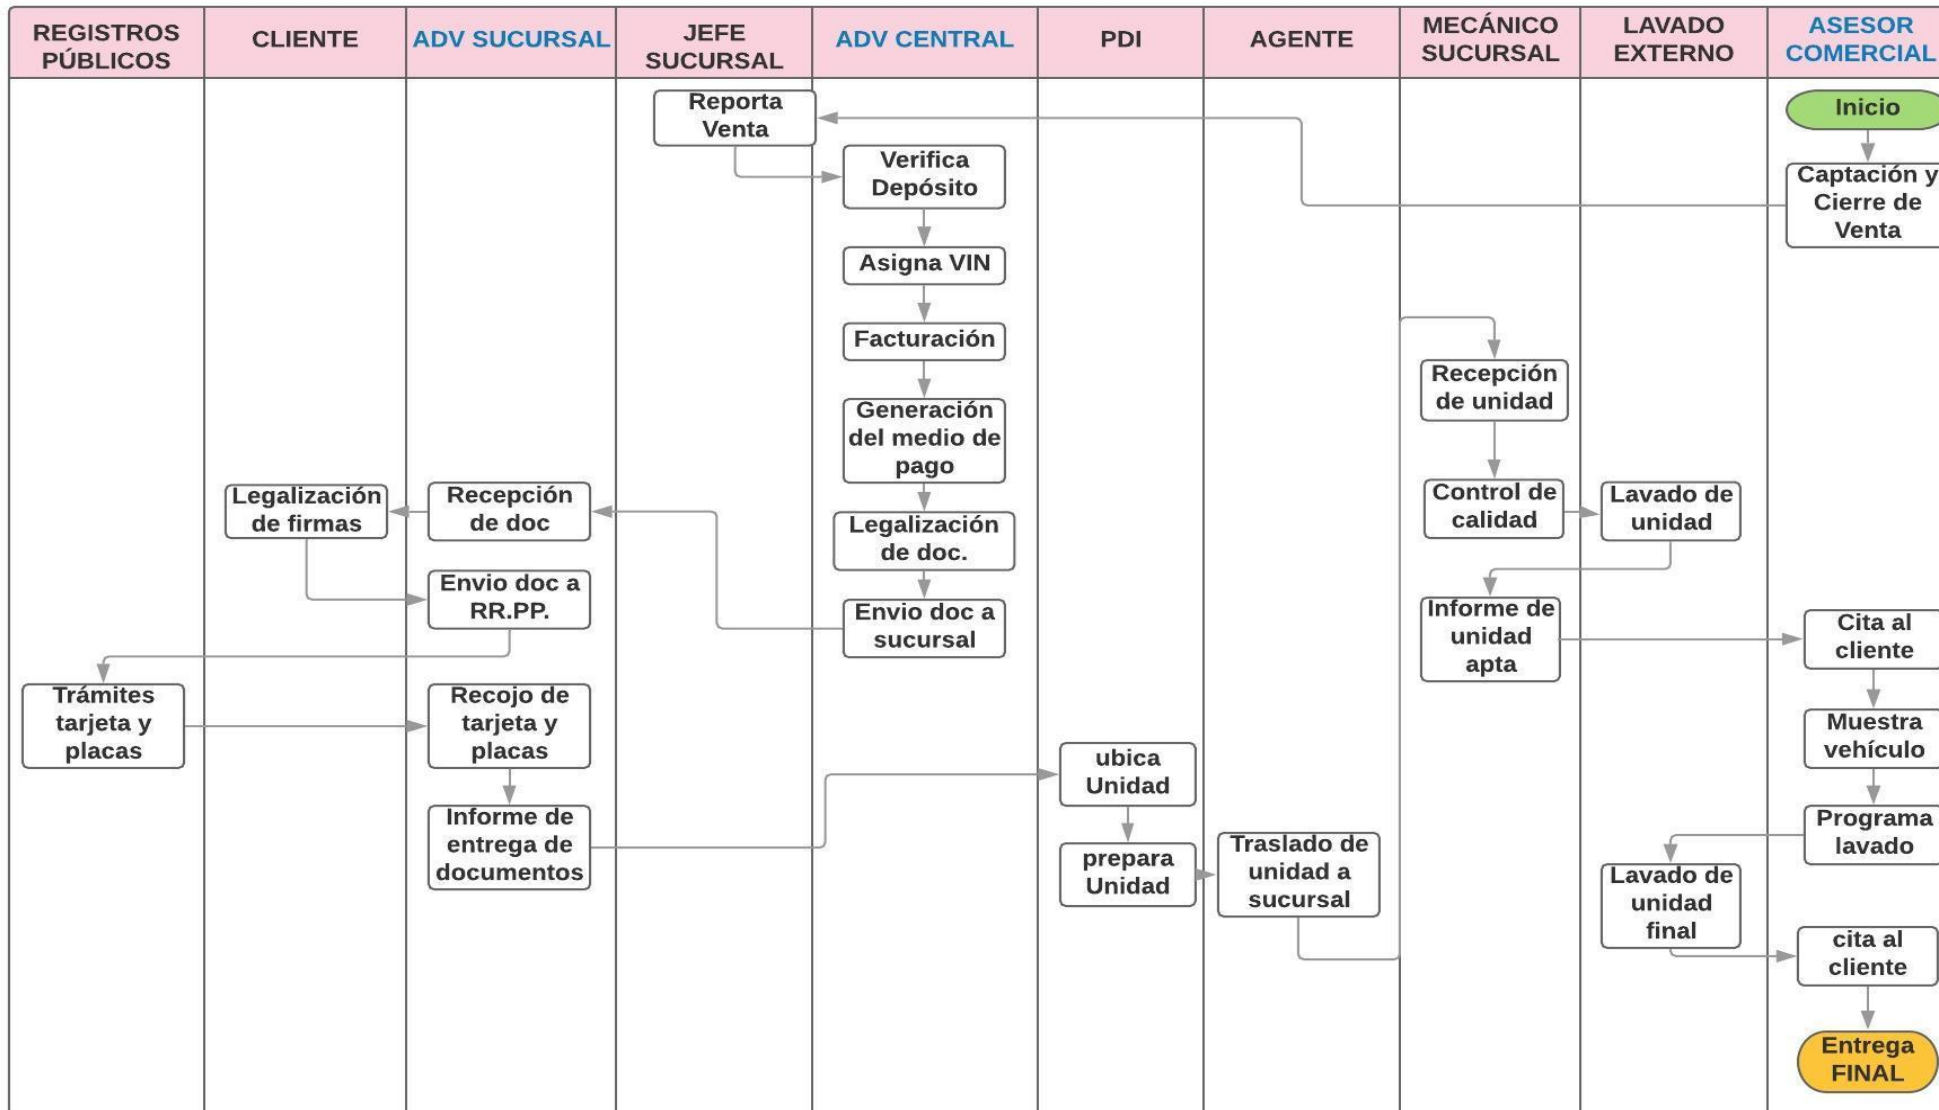 REGISTROS
PÚBLICOS
CLIENTE
ADV SUCURSAL
JEFE
SUCURSAL
ADV CENTRAL
PDI
AGENTE
MECÁNICO
SUCURSAL
LAVADO
EXTERNO
ASESOR
COMERCIAL
Inicio
Captación y
Cierre de
Venta
Reporta
Venta
Verifica
Depósito
Asigna VIN
Facturación
Generación
del medio de
pago
Legalización
de doc.
Envio doc a
sucursal
Recepción
de doc
Legalización
de firmas
Envio doc a
RR.PP.
Trámites
tarjeta y
placas
Recojo de
tarjeta y
placas
Informe de
entrega de
documentos
ubica
Unidad
prepara
Unidad
Traslado de
unidad a
sucursal
Recepción
de unidad
Control de
calidad
Lavado de
unidad
Informe de
unidad
apta
Cita al
cliente
Muestra
vehículo
Programa
lavado
Lavado de
unidad
final
cita al
cliente
Entrega
FINAL